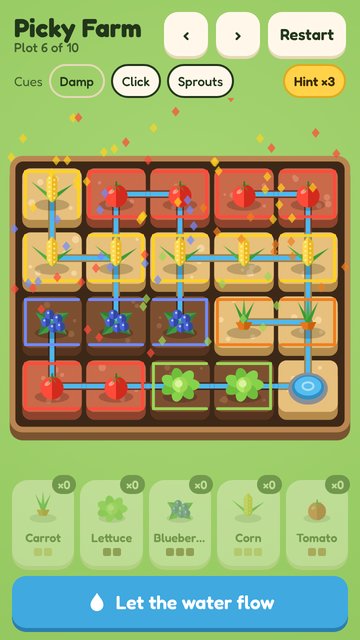 Picky Farm
Plot 6 of 10
‹ › Restart
Cues Damp Click Sprouts Hint ×3
×0 ×0 ×0 ×0 ×0
Carrot Lettuce Blueber... Corn Tomato
Let the water flow